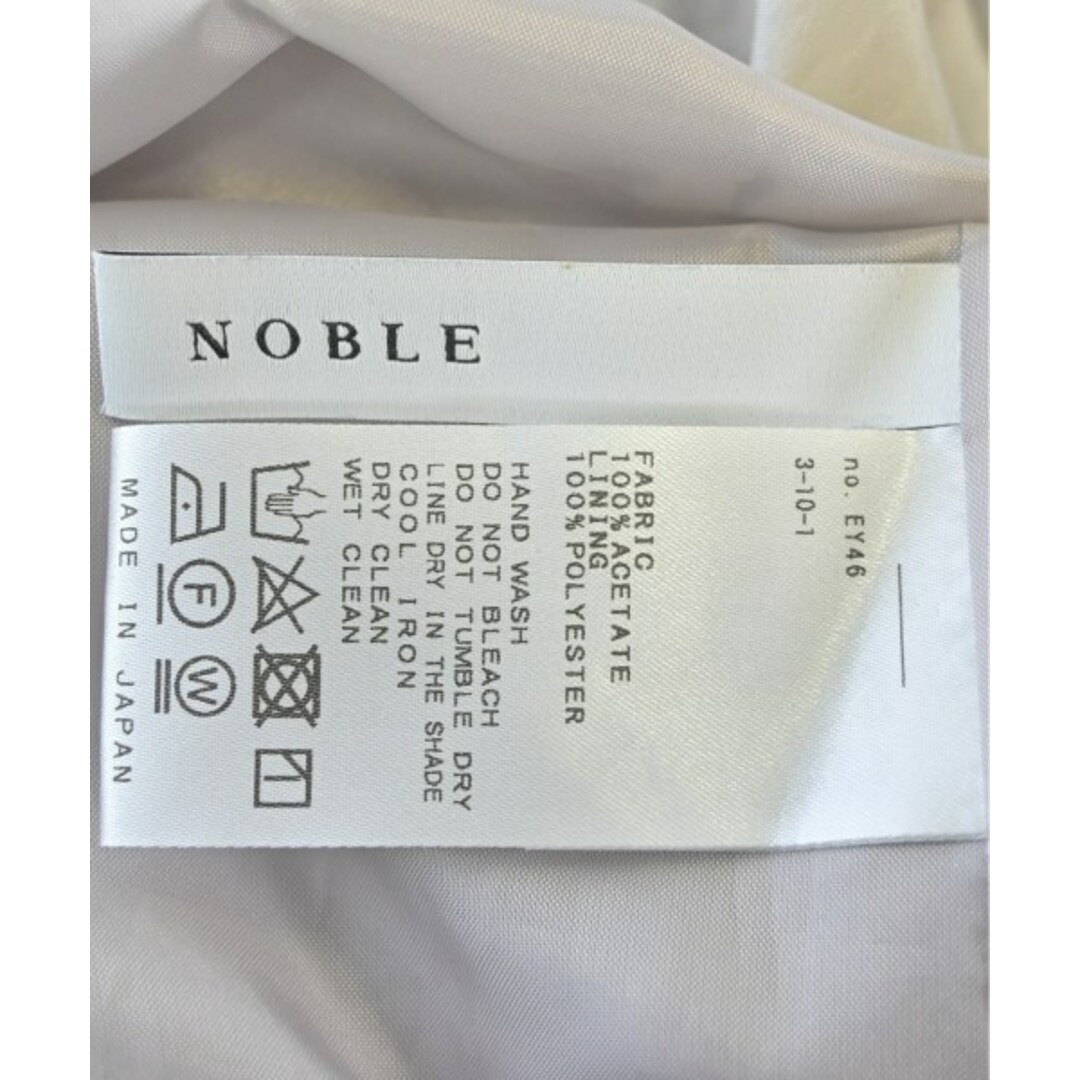 NOBLE
no. EY46
3-10-1
FABRIC
100% ACETATE
LINING
100% POLYESTER
HAND WASH
DO NOT BLEACH
DO NOT TUMBLE DRY
LINE DRY IN THE SHADE
COOL IRON
DRY CLEAN
WET CLEAN
F
W
MADE IN JAPAN